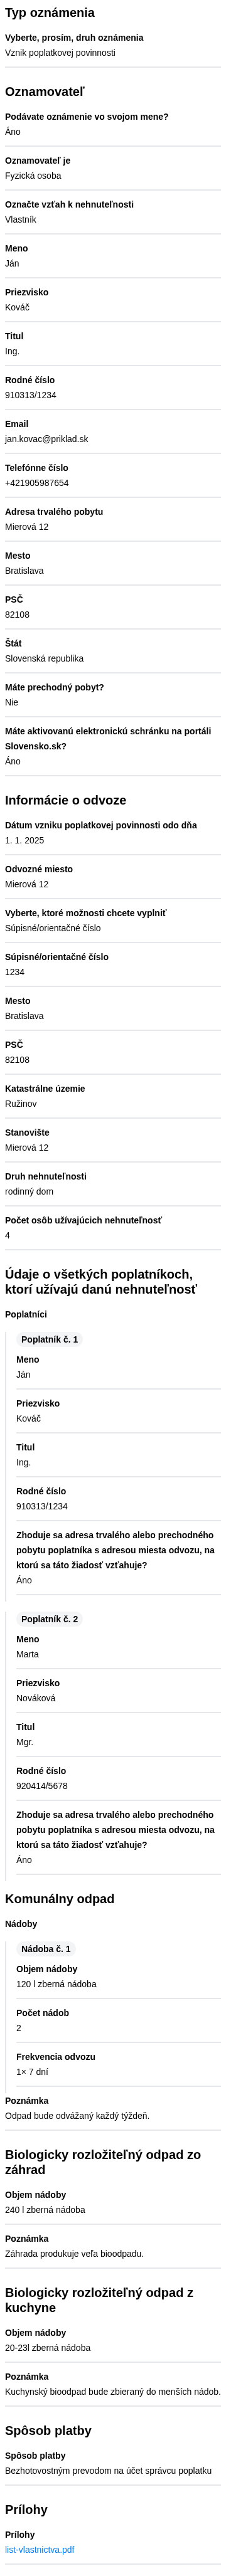 Typ oznámenia
Vyberte, prosím, druh oznámenia
Vznik poplatkovej povinnosti
Oznamovateľ
Podávate oznámenie vo svojom mene?
Áno
Oznamovateľ je
Fyzická osoba
Označte vzťah k nehnuteľnosti
Vlastník
Meno
Ján
Priezvisko
Kováč
Titul
Ing.
Rodné číslo
910313/1234
Email
jan.kovac@priklad.sk
Telefónne číslo
+421905987654
Adresa trvalého pobytu
Mierová 12
Mesto
Bratislava
PSČ
82108
Štát
Slovenská republika
Máte prechodný pobyt?
Nie
Máte aktivovanú elektronickú schránku na portáli
Slovensko.sk?
Áno
Informácie o odvoze
Dátum vzniku poplatkovej povinnosti odo dňa
1. 1. 2025
Odvozné miesto
Mierová 12
Vyberte, ktoré možnosti chcete vyplniť
Súpisné/orientačné číslo
Súpisné/orientačné číslo
1234
Mesto
Bratislava
PSČ
82108
Katastrálne územie
Ružinov
Stanovište
Mierová 12
Druh nehnuteľnosti
rodinný dom
Počet osôb užívajúcich nehnuteľnosť
4
Údaje o všetkých poplatníkoch,
ktorí užívajú danú nehnuteľnosť
Poplatníci
Poplatník č. 1
Meno
Ján
Priezvisko
Kováč
Titul
Ing.
Rodné číslo
910313/1234
Zhoduje sa adresa trvalého alebo prechodného
pobytu poplatníka s adresou miesta odvozu, na
ktorú sa táto žiadosť vzťahuje?
Áno
Poplatník č. 2
Meno
Marta
Priezvisko
Nováková
Titul
Mgr.
Rodné číslo
920414/5678
Zhoduje sa adresa trvalého alebo prechodného
pobytu poplatníka s adresou miesta odvozu, na
ktorú sa táto žiadosť vzťahuje?
Áno
Komunálny odpad
Nádoby
Nádoba č. 1
Objem nádoby
120 l zberná nádoba
Počet nádob
2
Frekvencia odvozu
1× 7 dní
Poznámka
Odpad bude odvážaný každý týždeň.
Biologicky rozložiteľný odpad zo
záhrad
Objem nádoby
240 l zberná nádoba
Poznámka
Záhrada produkuje veľa bioodpadu.
Biologicky rozložiteľný odpad z
kuchyne
Objem nádoby
20-23l zberná nádoba
Poznámka
Kuchynský bioodpad bude zbieraný do menších nádob.
Spôsob platby
Spôsob platby
Bezhotovostným prevodom na účet správcu poplatku
Prílohy
Prílohy
list-vlastnictva.pdf